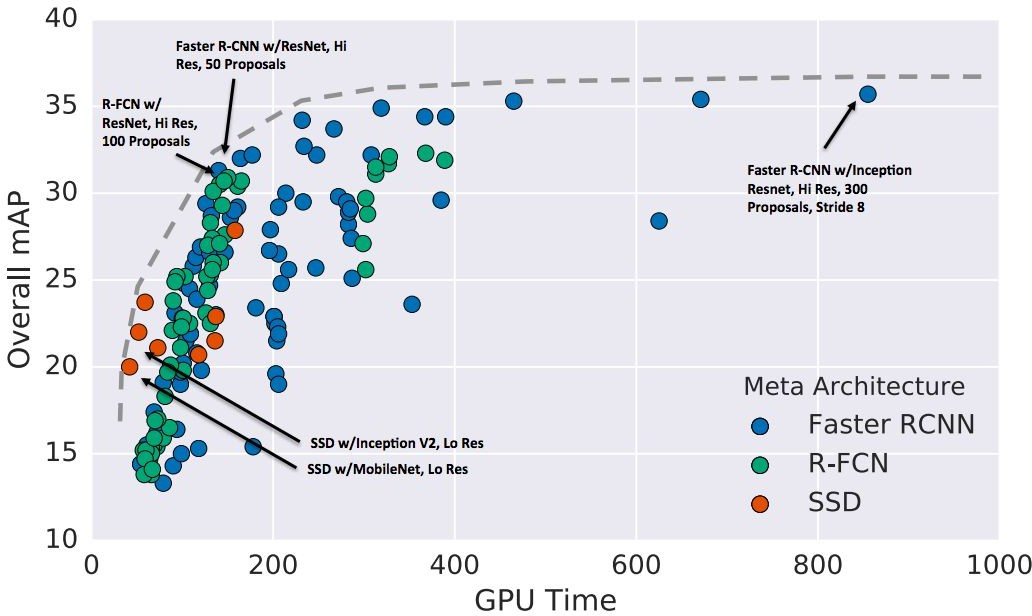 40
35
30
25
20
15
10
Overall mAP
0
200
400
600
800
1000
GPU Time
Faster R-CNN w/ResNet, Hi
Res, 50 Proposals
R-FCN w/
ResNet, Hi Res,
100 Proposals
Faster R-CNN w/Inception
Resnet, Hi Res, 300
Proposals, Stride 8
SSD w/Inception V2, Lo Res
SSD w/MobileNet, Lo Res
Meta Architecture
Faster RCNN
R-FCN
SSD